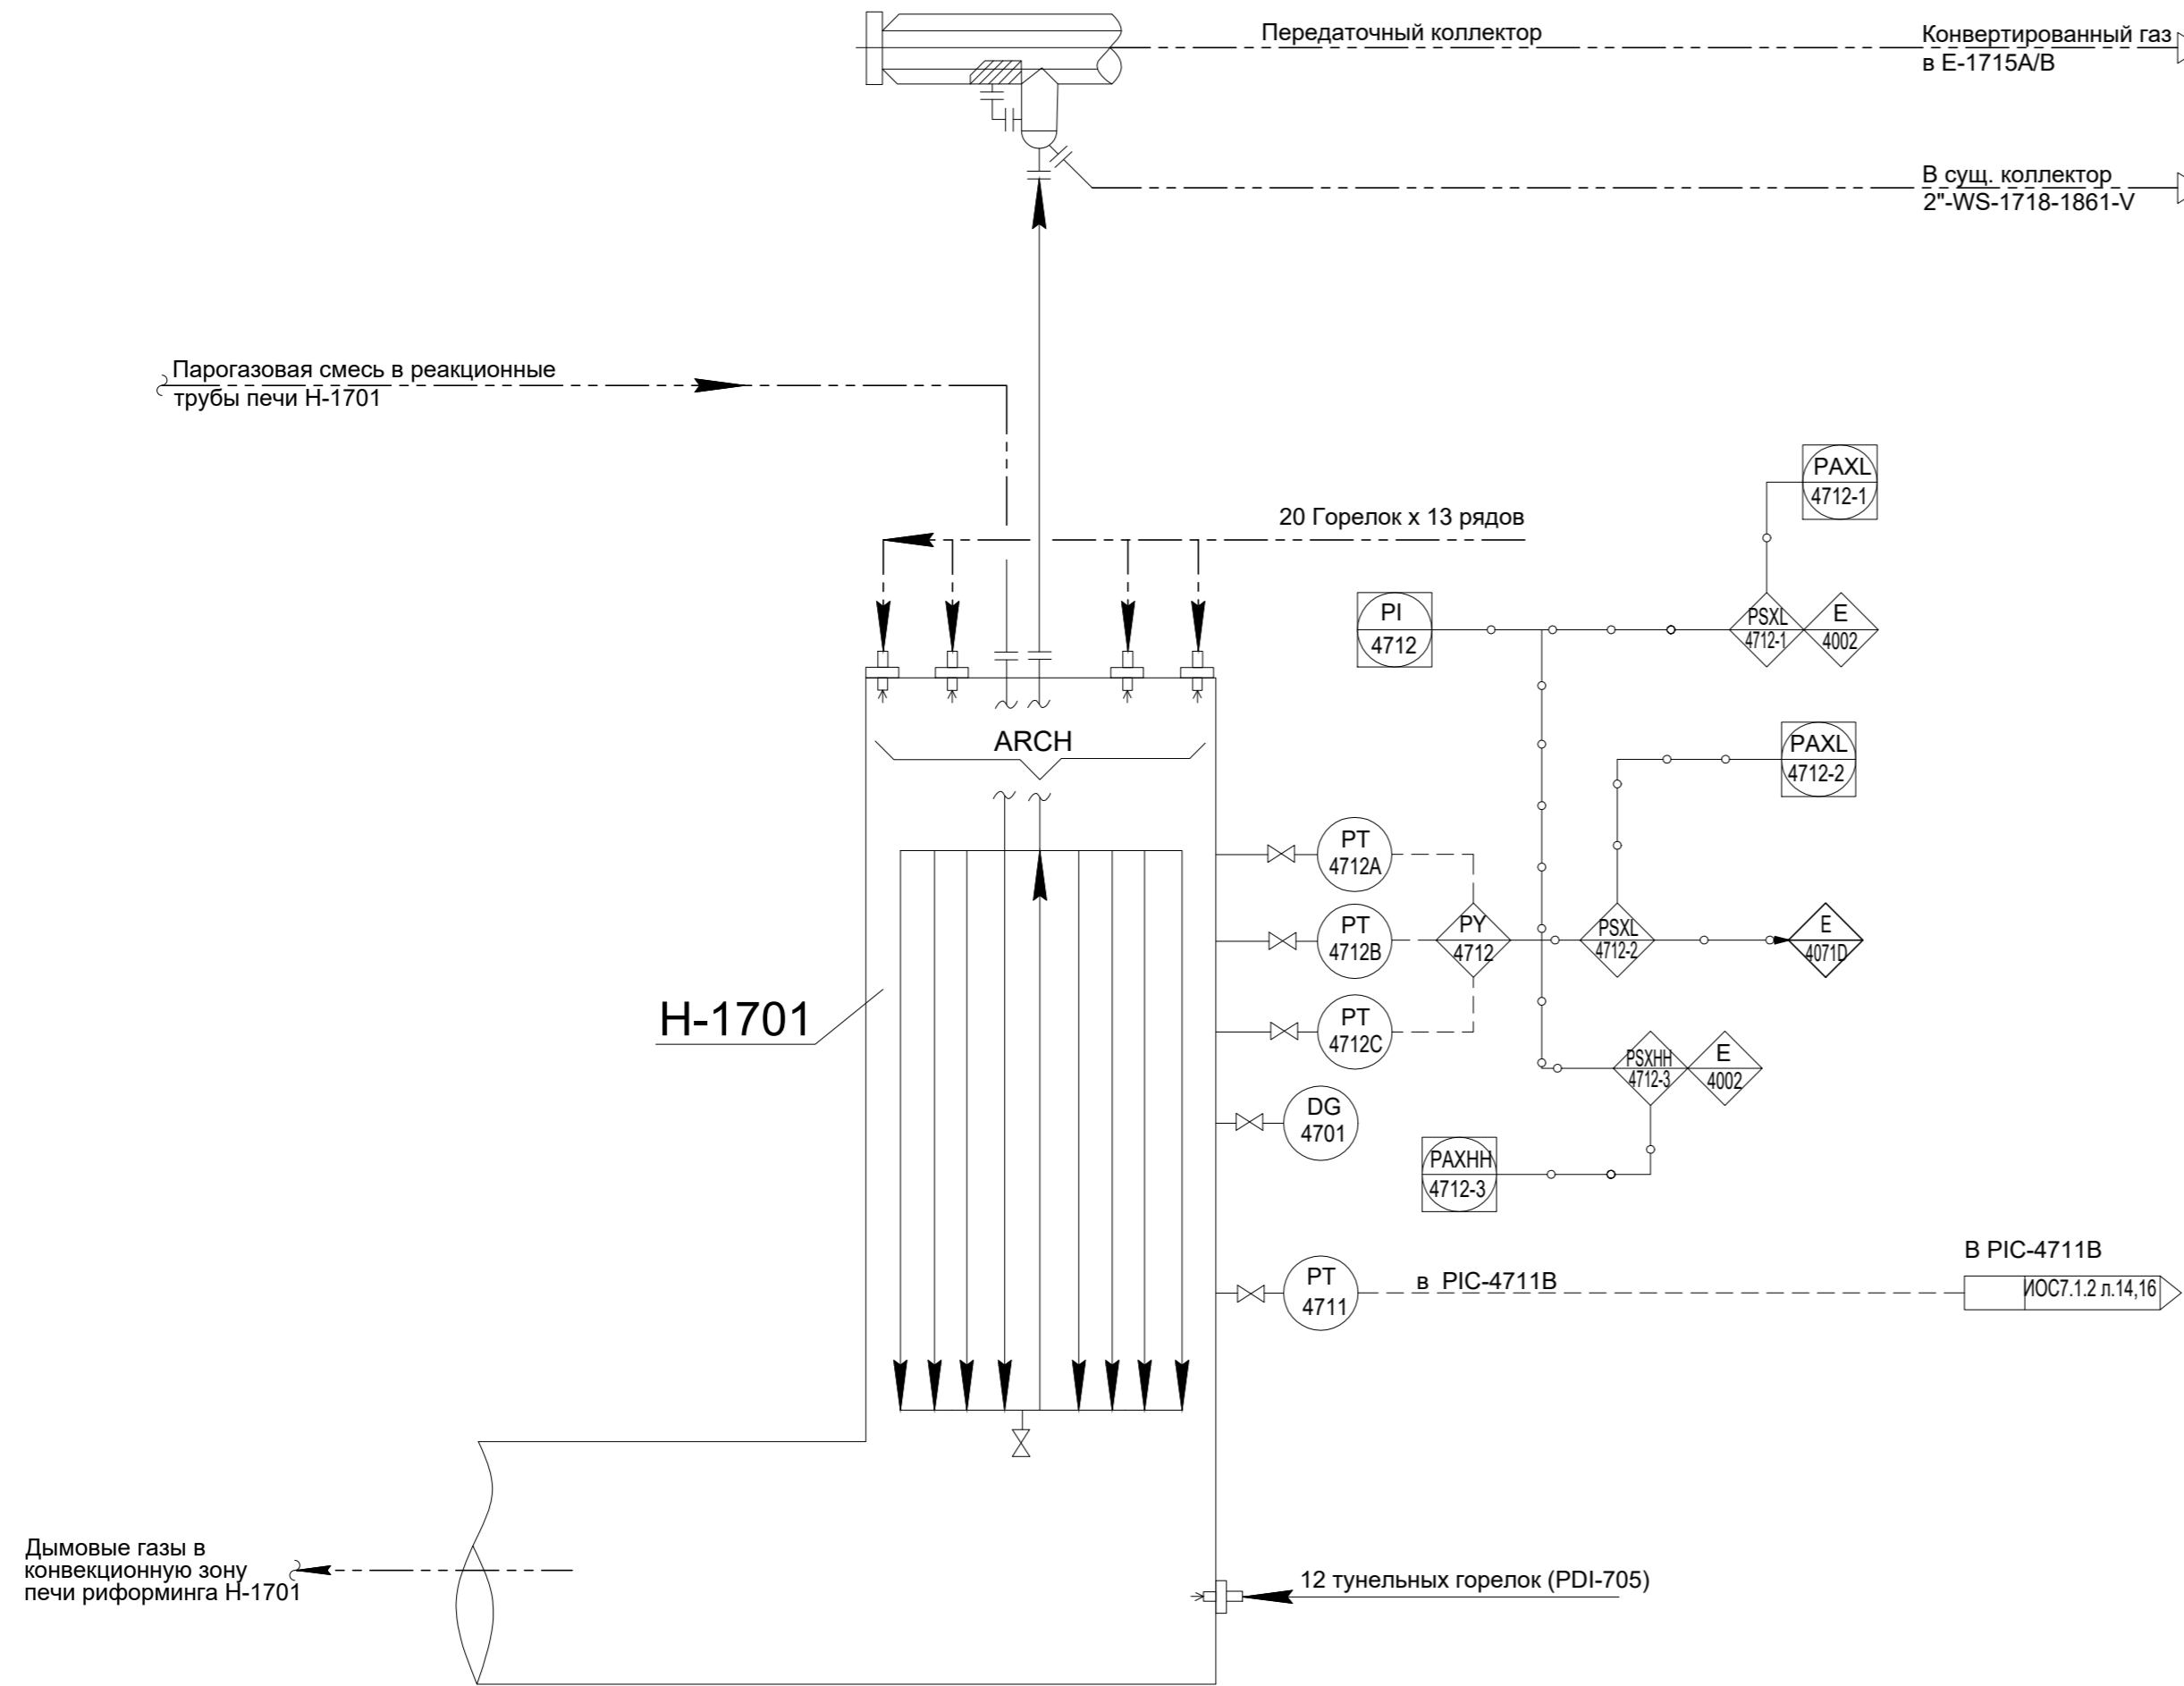 Передаточный коллектор
Конвертированный газ
в E-1715A/B
В сущ. коллектор
2"-WS-1718-1861-V
Парогазовая смесь в реакционные
трубы печи H-1701
20 Горелок x 13 рядов
PAXL
4712-1
PI
4712
PSXL
4712-1
E
4002
ARCH
PAXL
4712-2
PT
4712A
PT
4712B
PY
4712
PSXL
4712-2
E
4071D
H-1701
PT
4712C
PSXHH
4712-3
E
4002
DG
4701
PAXHH
4712-3
В PIC-4711B
PT
4711
в PIC-4711B
ИОС7.1.2 л.14,16
Дымовые газы в
конвекционную зону
печи риформинга H-1701
12 тунельных горелок (PDI-705)